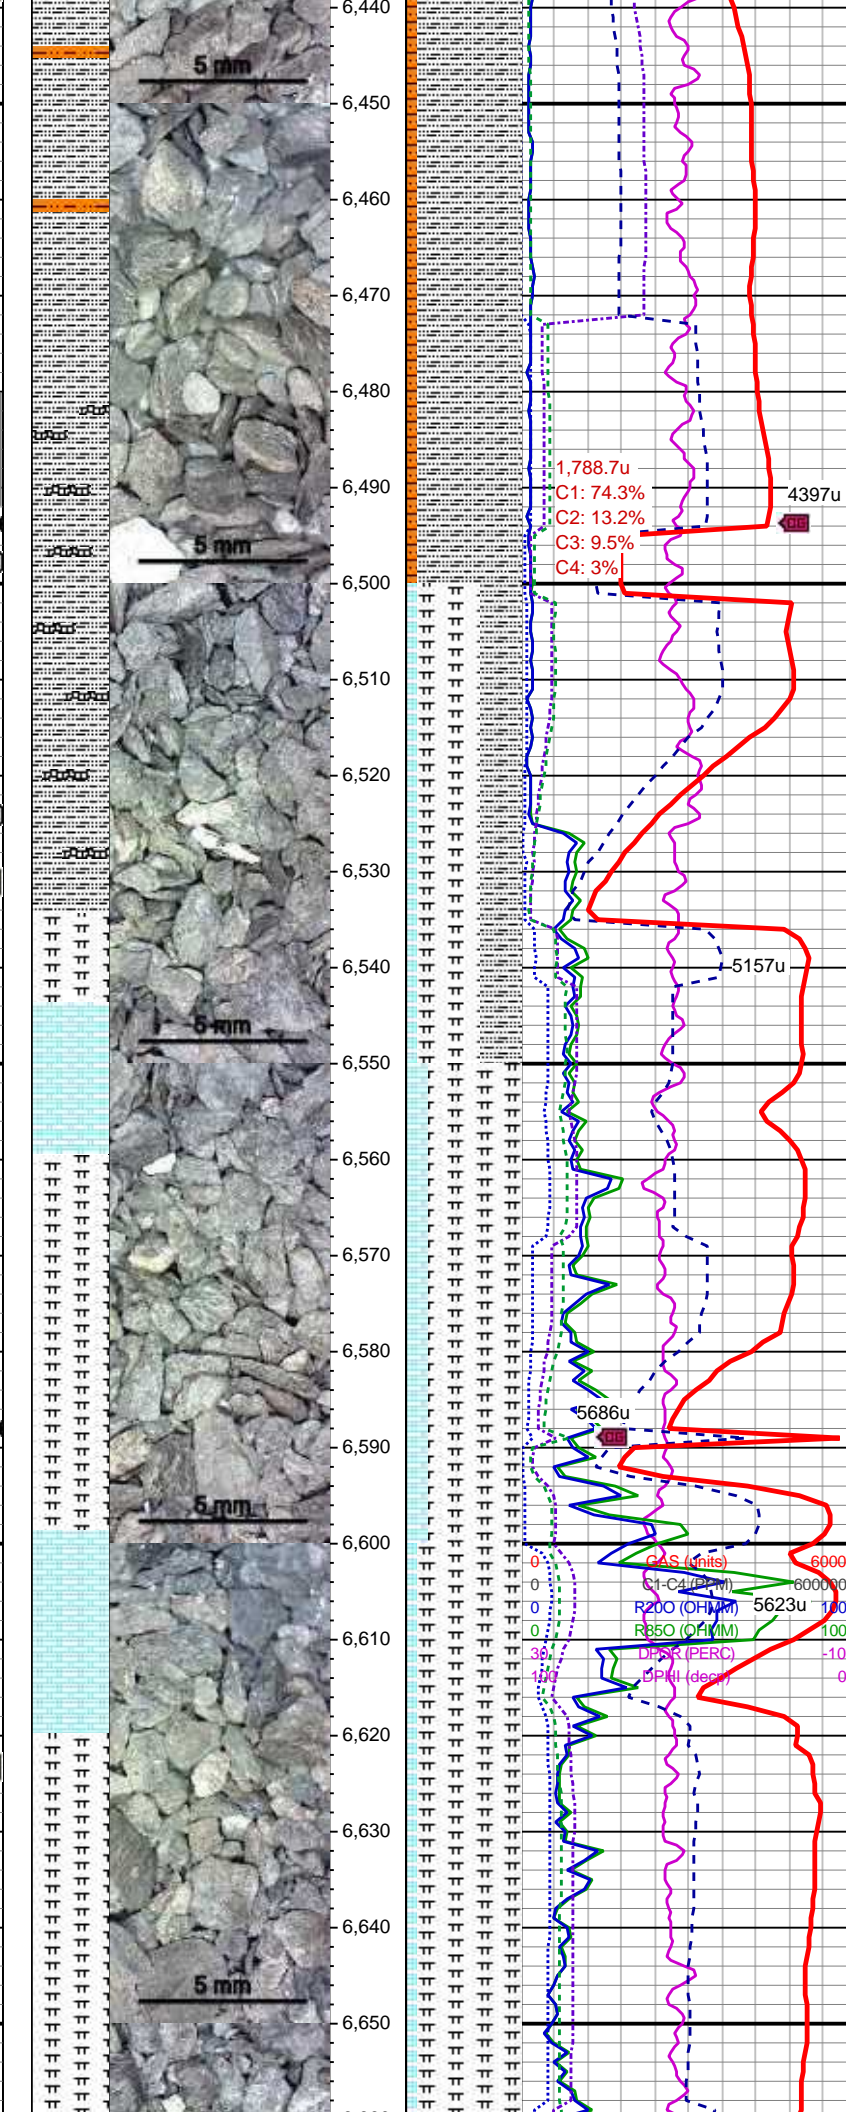 6,440
5 mm
6,450
6,460
6,470
6,480
1,788.7u
6,490
4397u
C1: 74.3%
C2: 13.2%
CG
C3: 9.5%
5 mm
C4: 3%
6,500
6,510
6,520
6,530
6,540
5157u
5 mm
6,550
6,560
6,570
6,580
5686u
CG
6,590
5 mm
6,600
0 GAS (units) 6000
0 C1-C4 (PPM) 600000
0 R20O (OHMM) 100
5623u
0 R85O (OHMM) 100
6,610
30 DPOR (PERC) -10
100 DPHI (decp) 0
6,620
6,630
6,640
5 mm
6,650